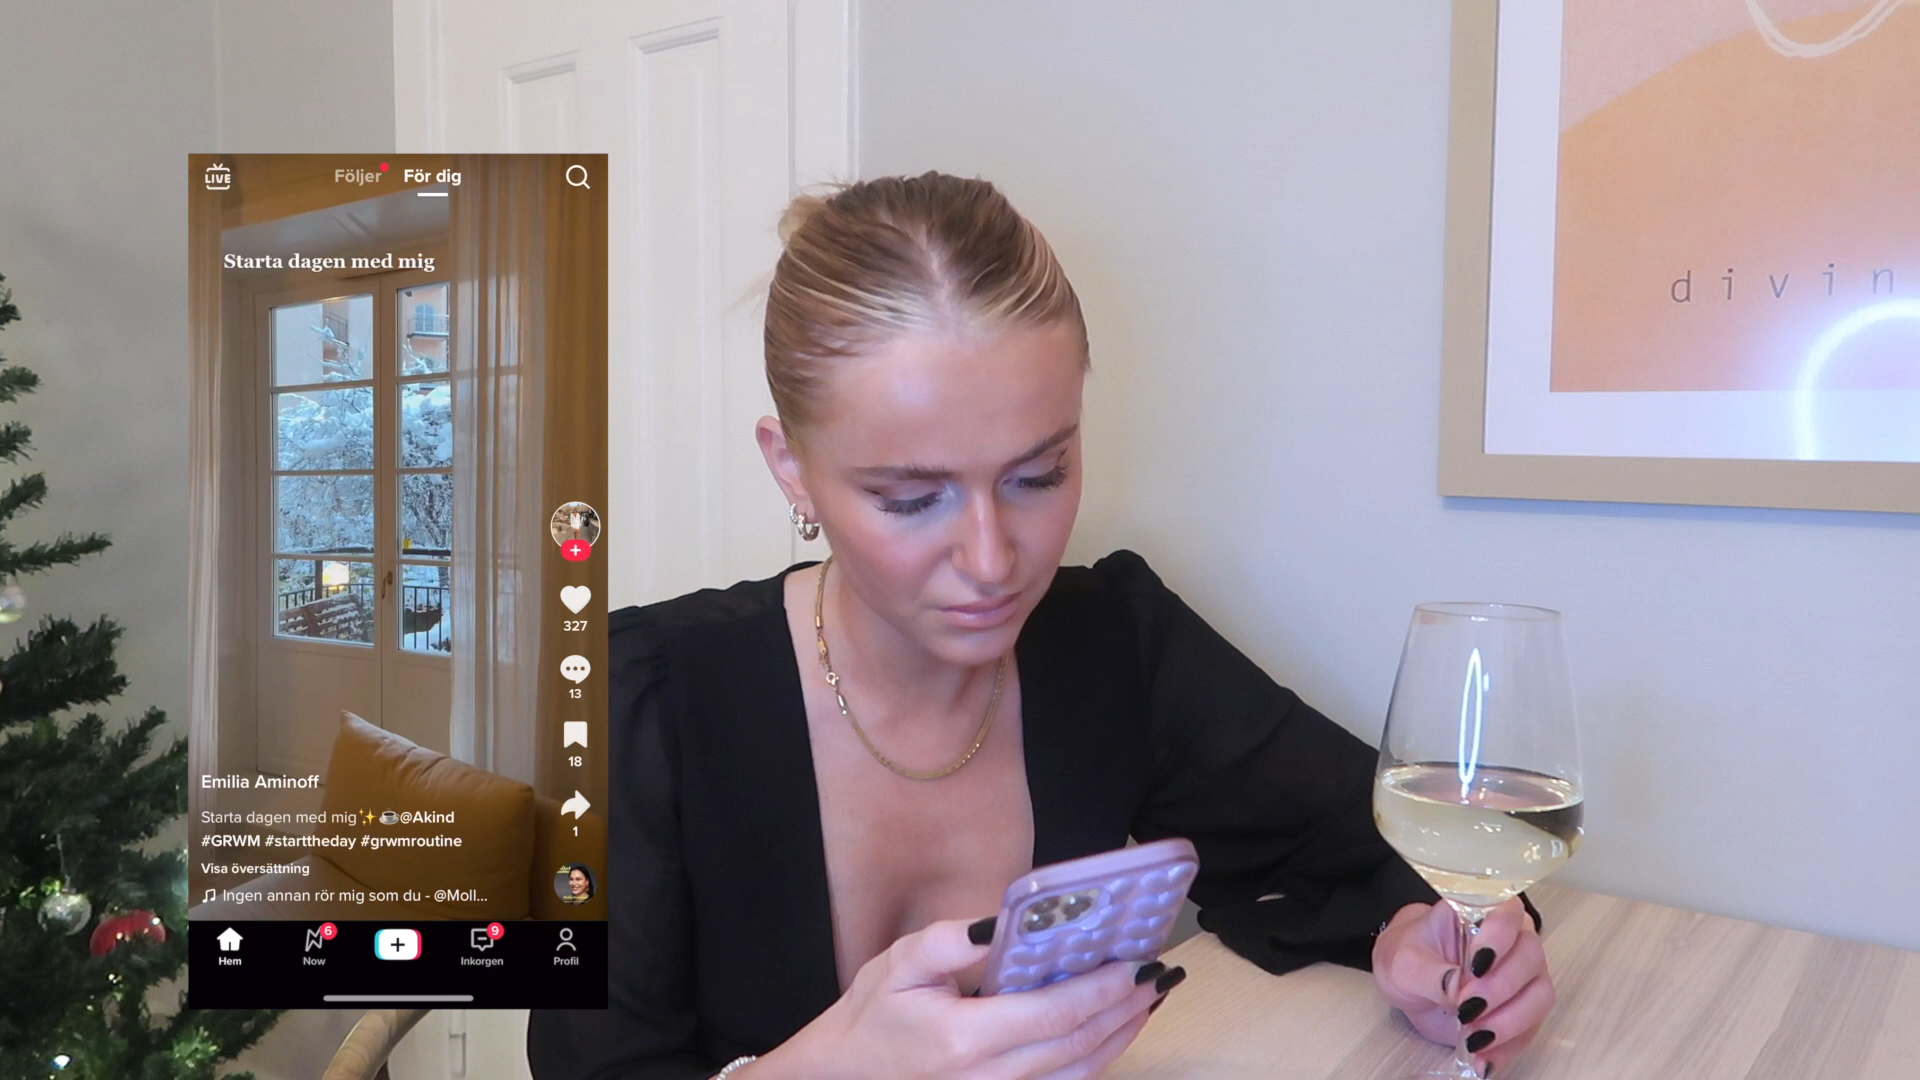 LIVE
Följer För dig
Starta dagen med mig
327
13
18
1
Emilia Aminoff
Starta dagen med mig✨☕@Akind
#GRWM #starttheday #grwmroutine
Visa översättning
Ingen annan rör mig som du - @Moll...
6
9
Hem Now Inkorgen Profil
divin